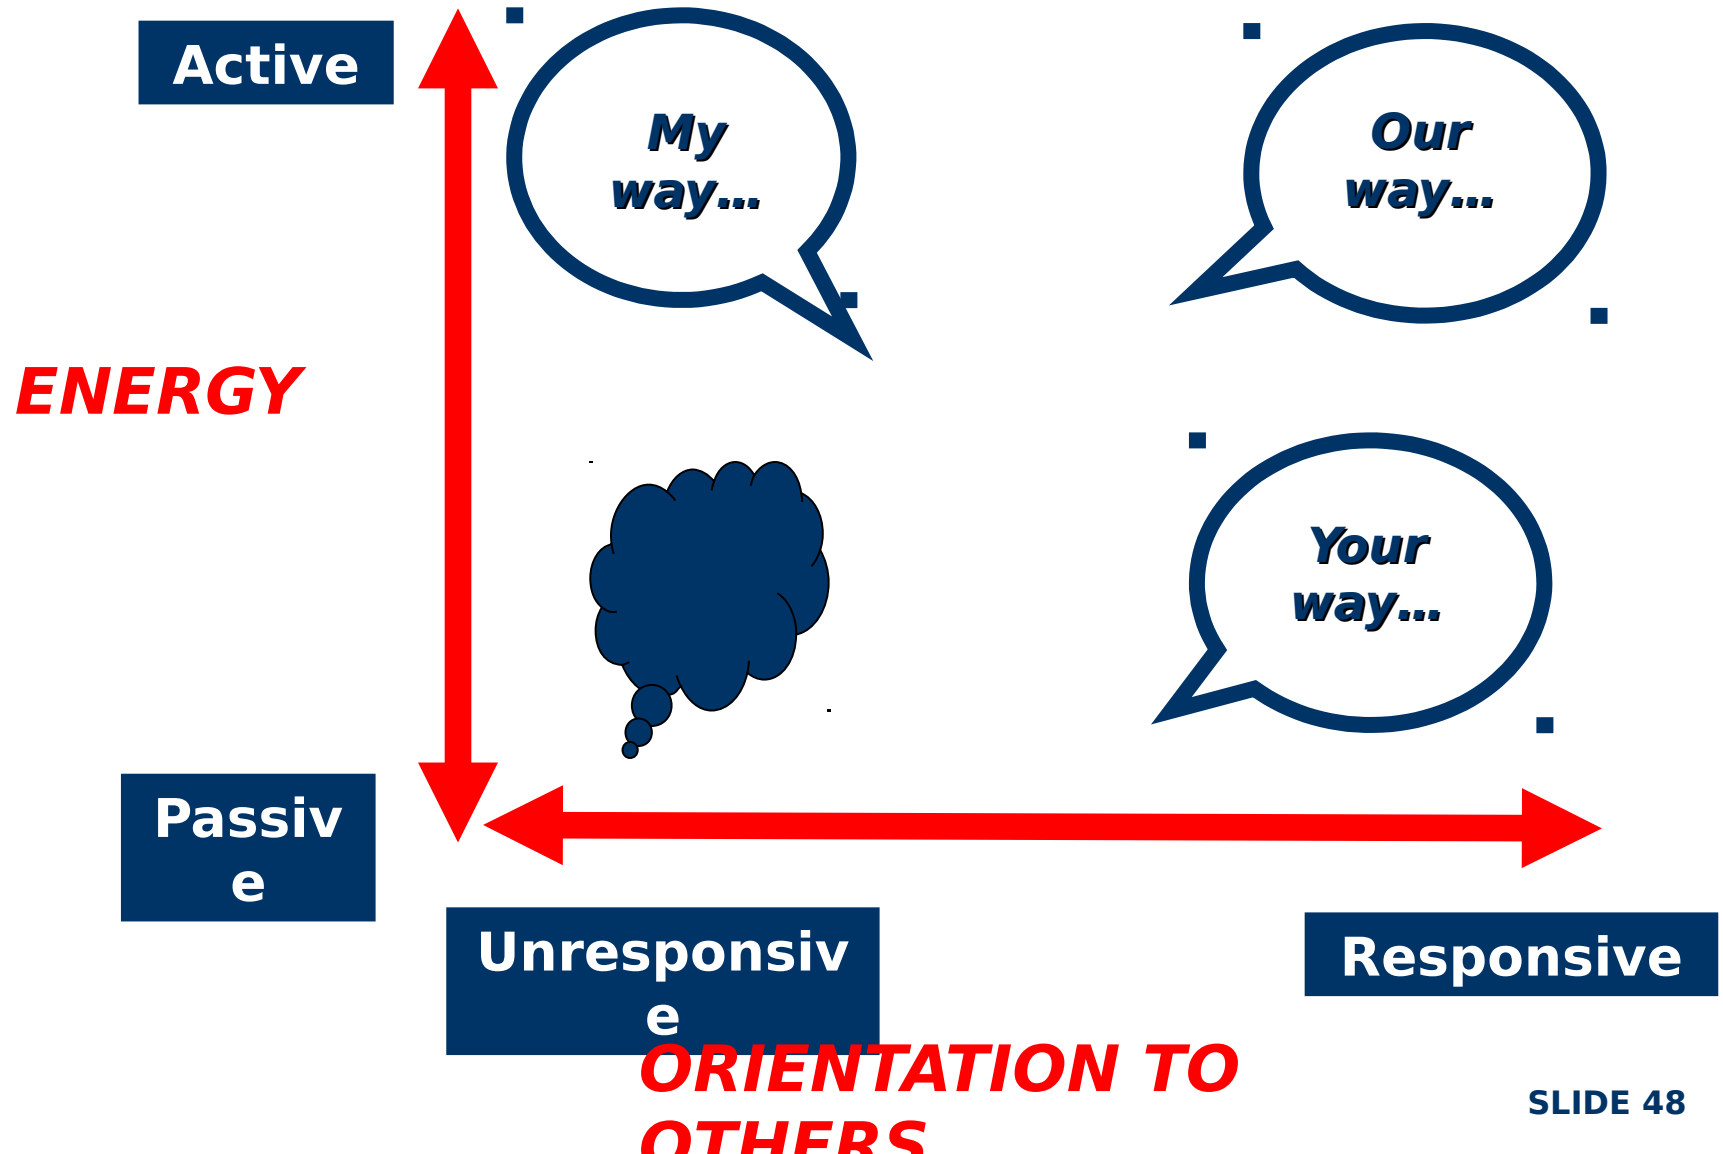 Active
My
way…
Our
way…
ENERGY
Your
way…
Passiv
e
Unresponsiv
e
Responsive
ORIENTATION TO
OTHERS
SLIDE 48